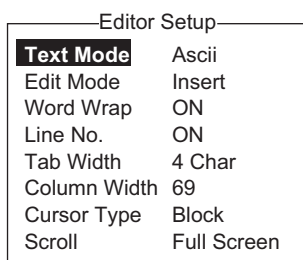 Editor Setup
Text Mode Ascii
Edit Mode Insert
Word Wrap ON
Line No. ON
Tab Width 4 Char
Column Width 69
Cursor Type Block
Scroll Full Screen